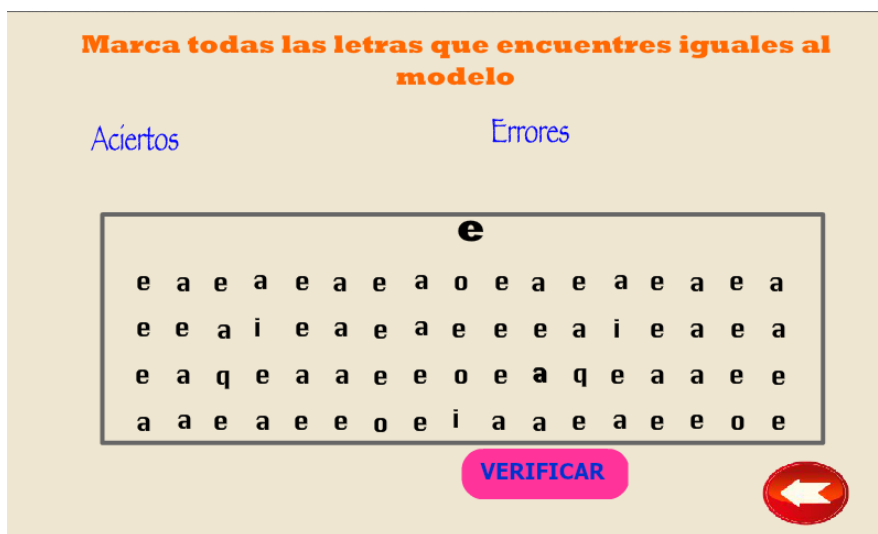 Marca todas las letras que encuentres iguales al
modelo
Aciertos Errores
e
e a e a e a e a o e a e a e a e a
e e a i e a e a e e e a i e a e a
e a q e a a e e o e a q e a a e e
a a e a e e o e i a a e a e e o e
VERIFICAR